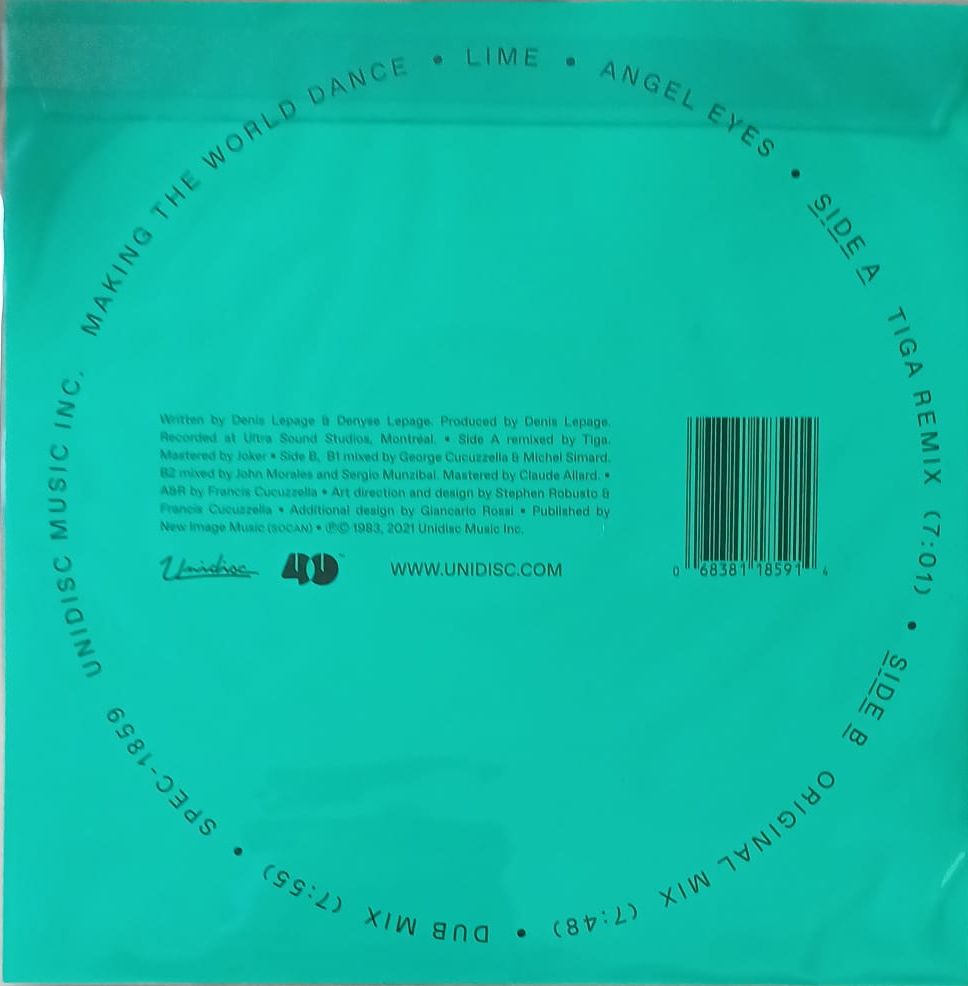 LIME • ANGEL EYES • SIDE A TIGA REMIX (7:01) • SIDE B ORIGINAL MIX (7:48) • DUB MIX (7:55) • SPEC-1859 UNIDISC MUSIC INC. MAKING THE WORLD DANCE •
Written by Denis Lepage & Denyse Lepage. Produced by Denis Lepage.
Recorded at Ultra Sound Studios, Montréal. • Side A remixed by Tiga.
Mastered by Joker • Side B, B1 mixed by George Cucuzzella & Michel Simard.
B2 mixed by John Morales and Sergio Munzibai. Mastered by Claude Allard. •
A&R by Francis Cucuzzella • Art direction and design by Stephen Robusto &
Francis Cucuzzella • Additional design by Giancarlo Rossi • Published by
New Image Music (SOCAN) • ℗© 1983, 2021 Unidisc Music Inc.
Unidisc 40™ WWW.UNIDISC.COM
0 68381 18591 4